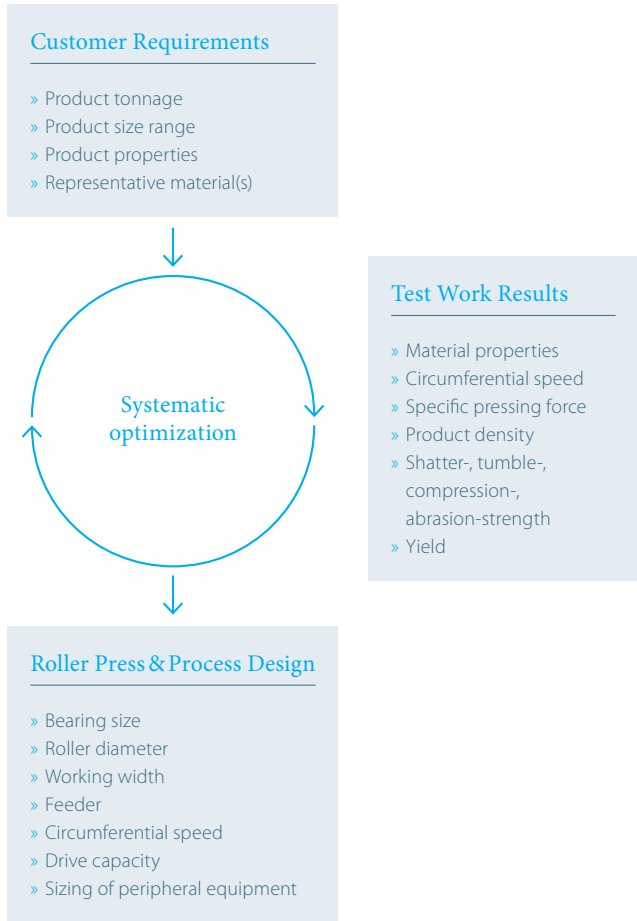 Customer Requirements
» Product tonnage
» Product size range
» Product properties
» Representative material(s)
Systematic
optimization
Test Work Results
» Material properties
» Circumferential speed
» Specific pressing force
» Product density
» Shatter-, tumble-,
compression-,
abrasion-strength
» Yield
Roller Press & Process Design
» Bearing size
» Roller diameter
» Working width
» Feeder
» Circumferential speed
» Drive capacity
» Sizing of peripheral equipment